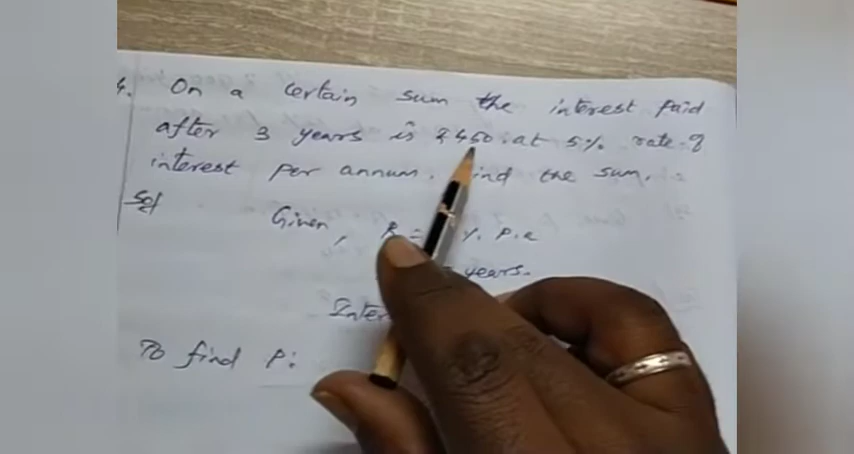 4. On a certain sum the interest paid
after 3 years is ₹450. at 5% rate of
interest per annum. Find the sum.
Sol
Given, R = % P.a
years.
Inter
To find P: